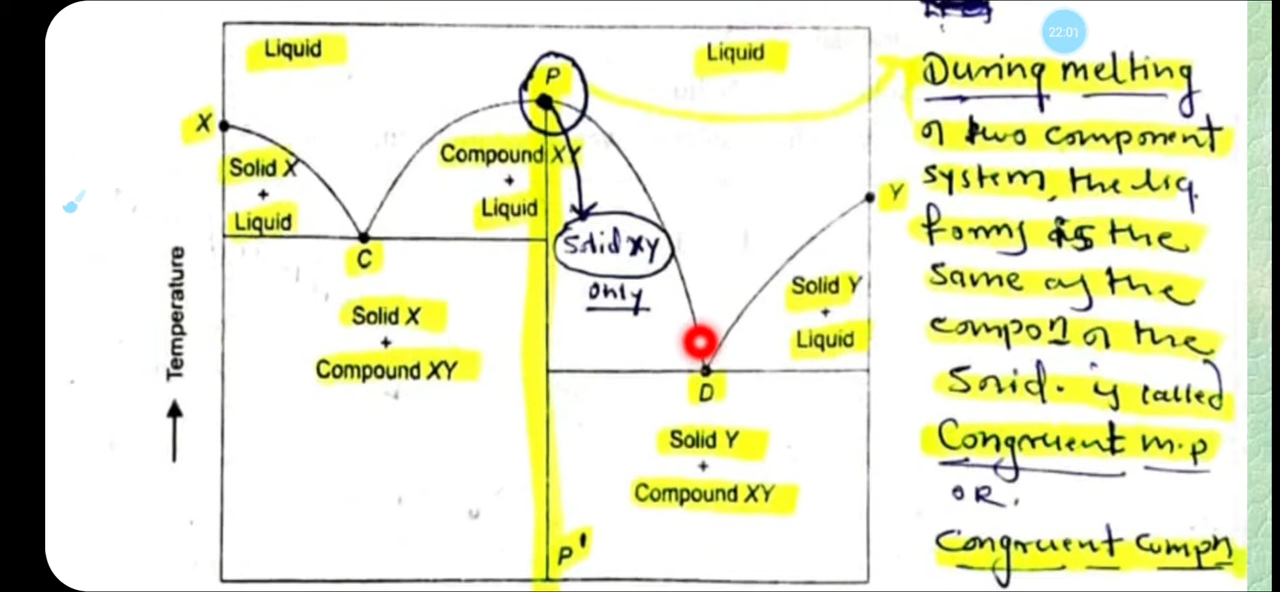 22:01
Liquid
P
Liquid
X
Solid X
+
Liquid
Compound XY
+
Liquid
Solid XY
only
Y
C
Solid Y
+
Liquid
Temperature
Solid X
+
Compound XY
D
Solid Y
+
Compound XY
P'
During melting
of two component
system, the liq.
forms is the
same as the
of the
Solid. is called
Congruent m.p
OR.
Congruent